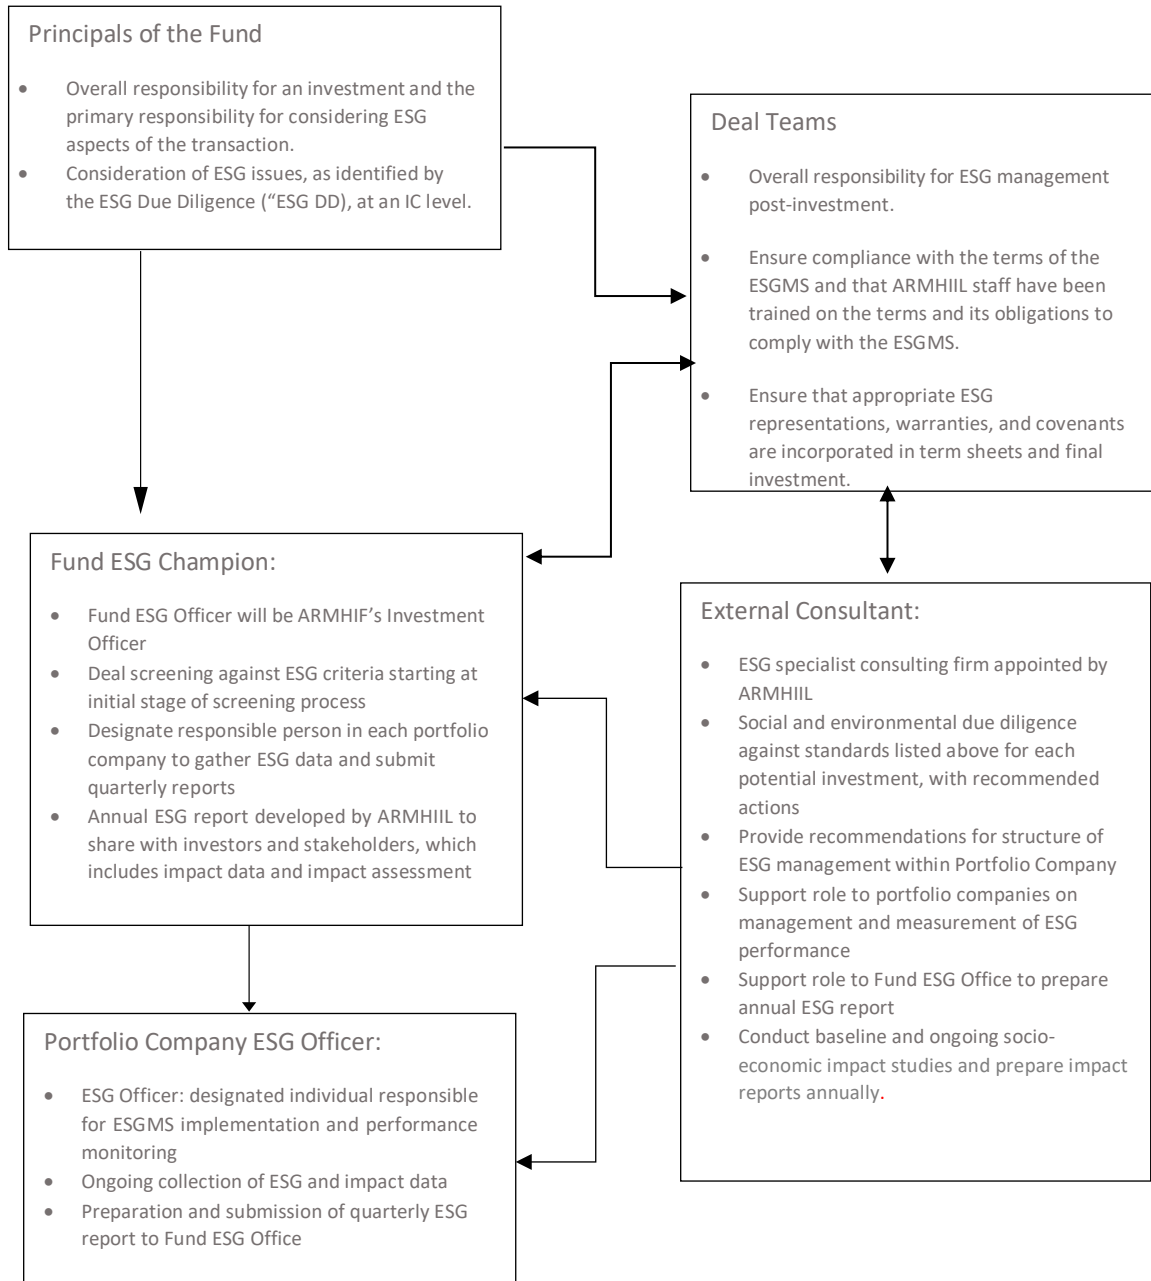 Principals of the Fund
• Overall responsibility for an investment and the
primary responsibility for considering ESG
aspects of the transaction.
• Consideration of ESG issues, as identified by
the ESG Due Diligence (“ESG DD), at an IC level.
Deal Teams
• Overall responsibility for ESG management
post-investment.
• Ensure compliance with the terms of the
ESGMS and that ARMHIIL staff have been
trained on the terms and its obligations to
comply with the ESGMS.
• Ensure that appropriate ESG
representations, warranties, and covenants
are incorporated in term sheets and final
investment.
Fund ESG Champion:
• Fund ESG Officer will be ARMHIF’s Investment
Officer
• Deal screening against ESG criteria starting at
initial stage of screening process
• Designate responsible person in each portfolio
company to gather ESG data and submit
quarterly reports
• Annual ESG report developed by ARMHIIL to
share with investors and stakeholders, which
includes impact data and impact assessment
External Consultant:
• ESG specialist consulting firm appointed by
ARMHIIL
• Social and environmental due diligence
against standards listed above for each
potential investment, with recommended
actions
• Provide recommendations for structure of
ESG management within Portfolio Company
• Support role to portfolio companies on
management and measurement of ESG
performance
• Support role to Fund ESG Office to prepare
annual ESG report
• Conduct baseline and ongoing socio-
economic impact studies and prepare impact
reports annually.
Portfolio Company ESG Officer:
• ESG Officer: designated individual responsible
for ESGMS implementation and performance
monitoring
• Ongoing collection of ESG and impact data
• Preparation and submission of quarterly ESG
report to Fund ESG Office